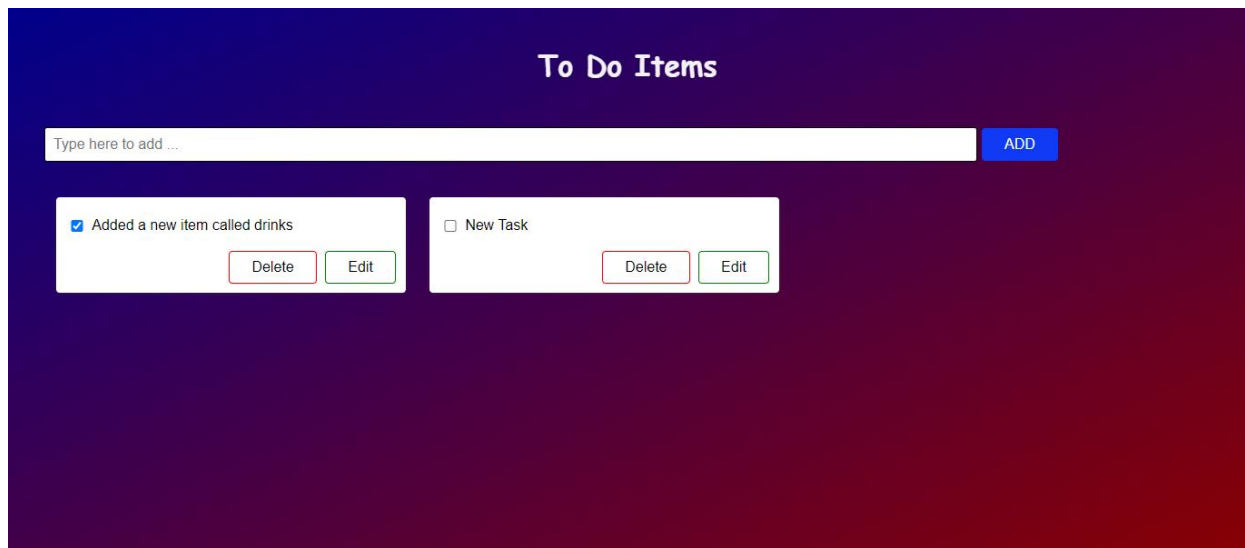 To Do Items
Type here to add ...
ADD
Added a new item called drinks
New Task
Delete
Edit
Delete
Edit